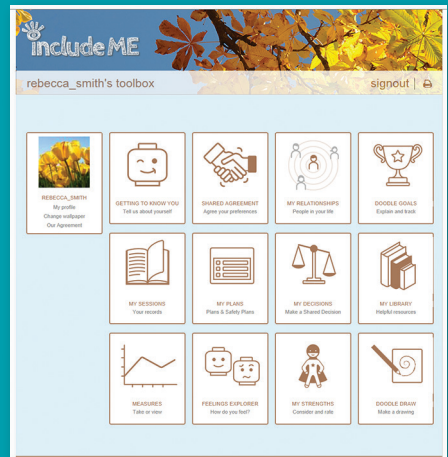 includeME
rebecca_smith's toolbox
signout |
REBECCA_SMITH
My profile
Change wallpaper
Our Agreement
GETTING TO KNOW YOU
Tell us about yourself
SHARED AGREEMENT
Agree your preferences
MY RELATIONSHIPS
People in your life
DOODLE GOALS
Explain and track
MY SESSIONS
Your records
MY PLANS
Plans & Safety Plans
MY DECISIONS
Make a Shared Decision
MY LIBRARY
Helpful resources
MEASURES
Take or view
FEELINGS EXPLORER
How do you feel?
MY STRENGTHS
Consider and rate
DOODLE DRAW
Make a drawing